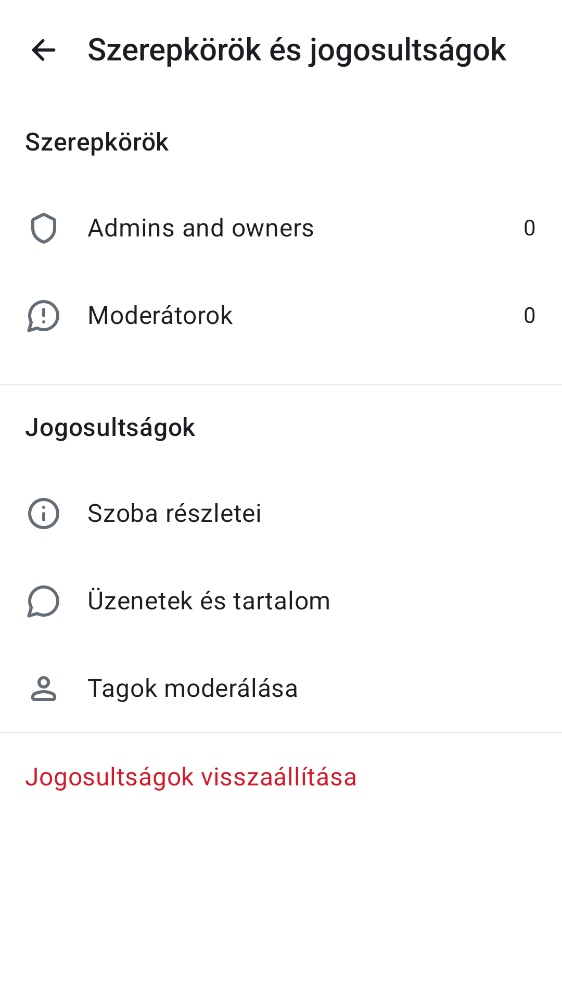 Szerepkörök és jogosultságok
Szerepkörök
Admins and owners 0
Moderátorok 0
Jogosultságok
Szoba részletei
Üzenetek és tartalom
Tagok moderálása
Jogosultságok visszaállítása